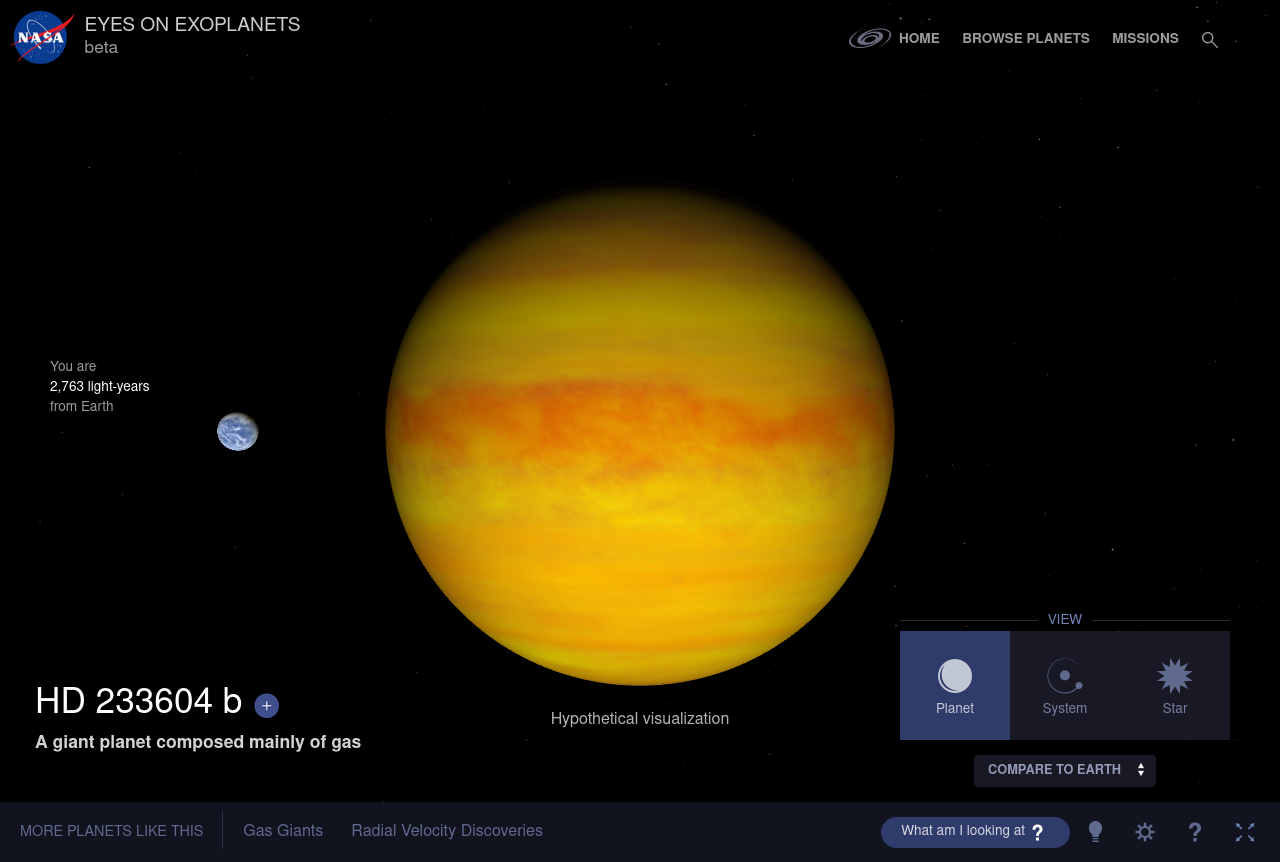 NASA
EYES ON EXOPLANETS
beta
HOME
BROWSE PLANETS
MISSIONS
You are
2,763 light-years
from Earth
VIEW
Planet
System
Star
HD 233604 b +
A giant planet composed mainly of gas
Hypothetical visualization
COMPARE TO EARTH
MORE PLANETS LIKE THIS
Gas Giants
Radial Velocity Discoveries
What am I looking at ?
?